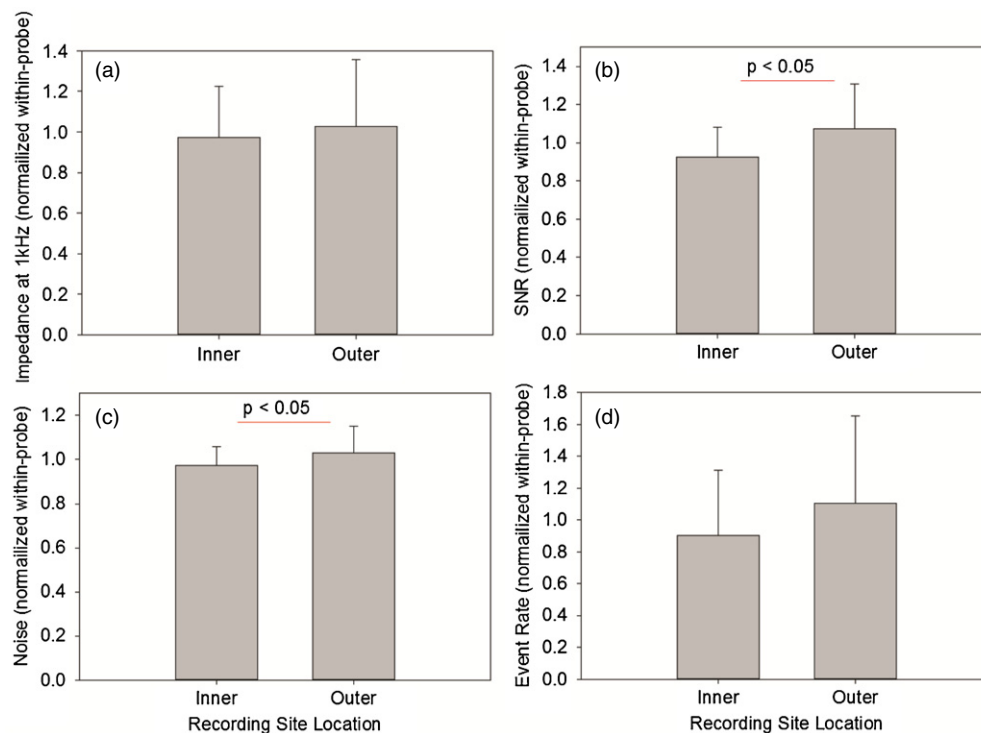 (a)
Impedance at 1kHz (normailized within-probe)
1.4
1.2
1.0
0.8
0.6
0.4
0.2
0.0
Inner
Outer
(b)
p < 0.05
SNR (normailized within-probe)
1.4
1.2
1.0
0.8
0.6
0.4
0.2
0.0
Inner
Outer
(c)
p < 0.05
Noise (normailized within-probe)
1.2
1.0
0.8
0.6
0.4
0.2
0.0
Inner
Outer
Recording Site Location
(d)
Event Rate (normailized within-probe)
1.8
1.6
1.4
1.2
1.0
0.8
0.6
0.4
0.2
0.0
Inner
Outer
Recording Site Location